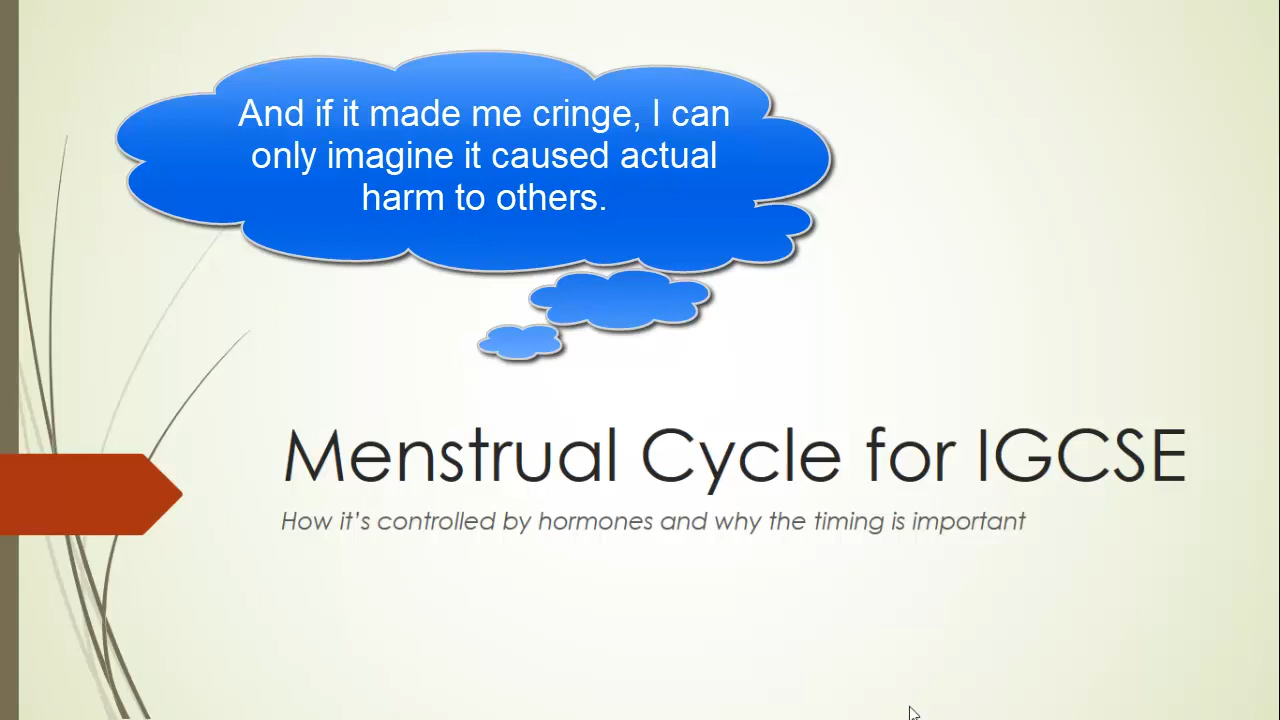 And if it made me cringe, I can
only imagine it caused actual
harm to others.
Menstrual Cycle for IGCSE
How it’s controlled by hormones and why the timing is important